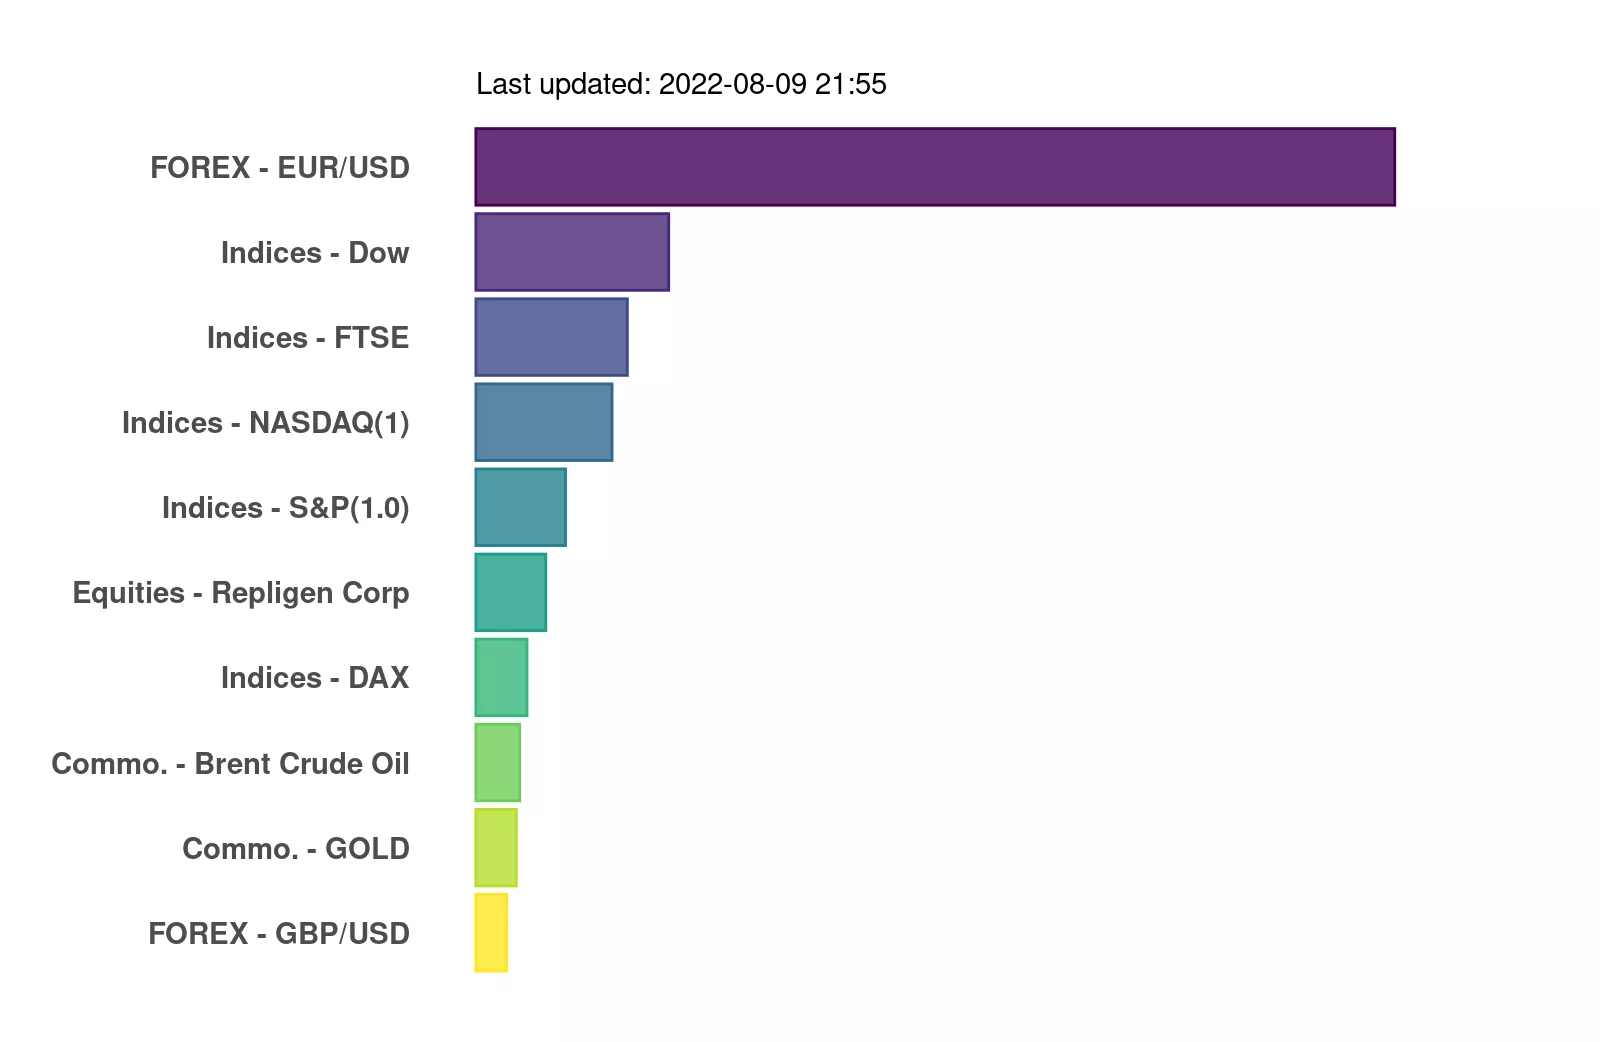 Last updated: 2022-08-09 21:55
FOREX - EUR/USD
Indices - Dow
Indices - FTSE
Indices - NASDAQ(1)
Indices - S&P(1.0)
Equities - Repligen Corp
Indices - DAX
Commo. - Brent Crude Oil
Commo. - GOLD
FOREX - GBP/USD